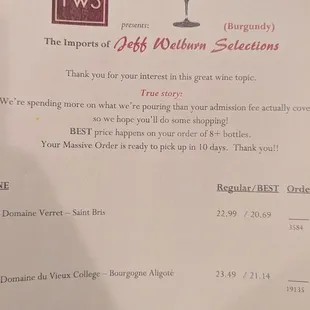 TWS
presents:
(Burgundy)
The Imports of Jeff Welburn Selections
Thank you for your interest in this great wine topic.
True story:
We're spending more on what we're pouring than your admission fee actually cove
so we hope you'll do some shopping!
BEST price happens on your order of 8+ bottles.
Your Massive Order is ready to pick up in 10 days. Thank you!!
NE Regular/BEST Orde
Domaine Verret – Saint Bris 22.99 / 20.69
3584
Domaine du Vieux College – Bourgogne Aligoté 23.49 / 21.14
19135